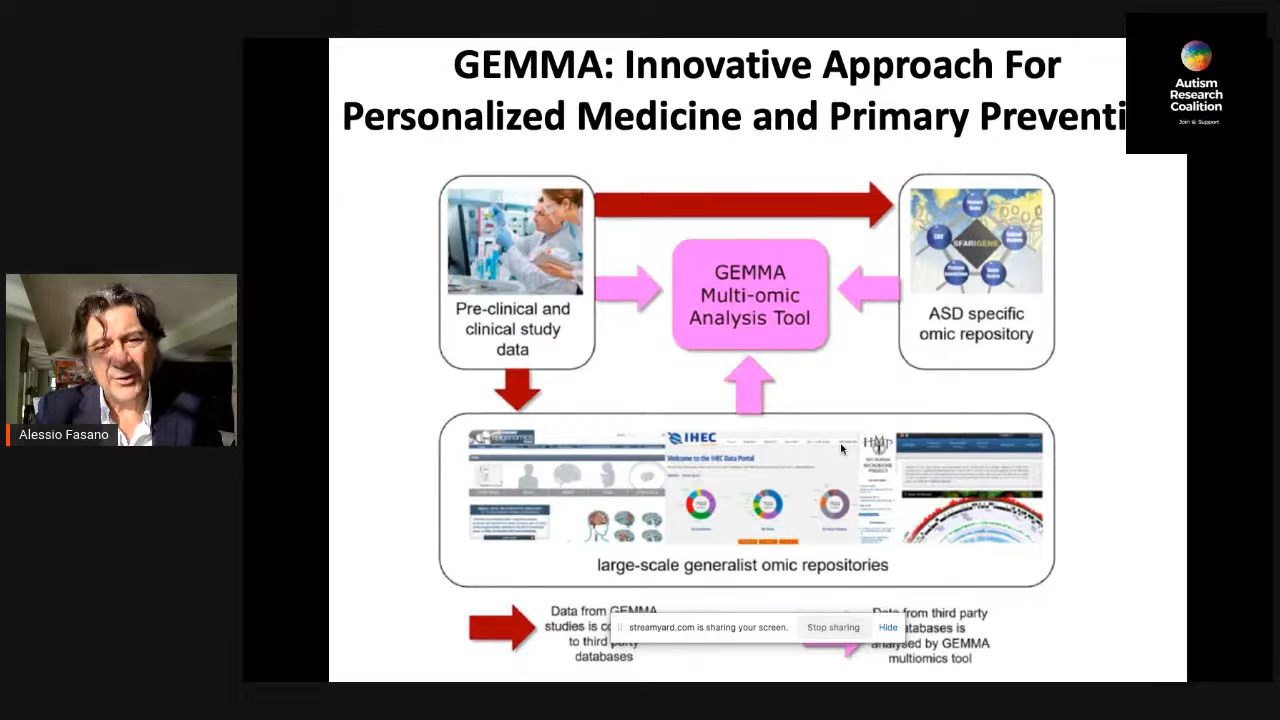 GEMMA: Innovative Approach For
Personalized Medicine and Primary Preventi
Autism
Research
Coalition
Join & Support
SFARIGENE
GEMMA
Multi-omic
Analysis Tool
Pre-clinical and
clinical study
data
ASD specific
omic repository
Alessio Fasano
IHEC
Welcome to the IHEC Data Portal
large-scale generalist omic repositories
Data from GEMMA
studies is co
to third party
databases
streamyard.com is sharing your screen.
Stop sharing
Hide
Data from third party
atabases is
analysed by GEMMA
multiomics tool